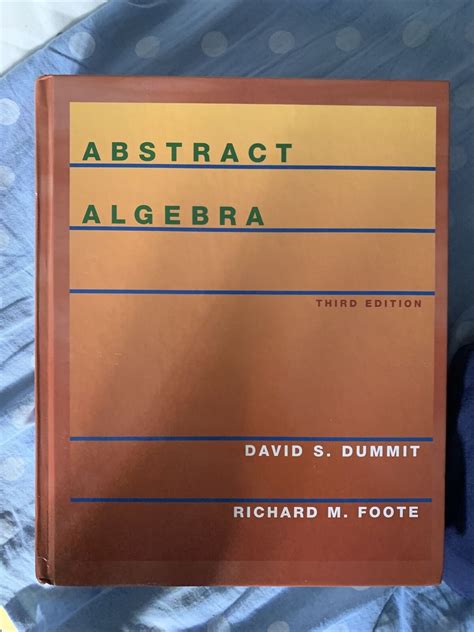 ABSTRACT
ALGEBRA
THIRD EDITION
DAVID S. DUMMIT
RICHARD M. FOOTE